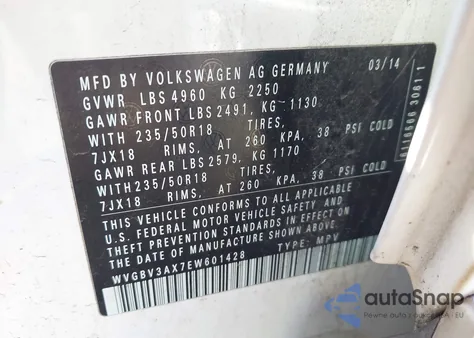 MFD BY VOLKSWAGEN AG GERMANY 03/14
GVWR LBS 4960 KG 2250
GAWR FRONT LBS 2491, KG 1130
WITH 235/50R18 TIRES,
7JX18 RIMS, AT 260 KPA, 38 PSI COLD
GAWR REAR LBS 2579, KG 1170
WITH235/50R18 TIRES,
7JX18 RIMS, AT 260 KPA, 38 PSI COLD
THIS VEHICLE CONFORMS TO ALL APPLICABLE
U.S. FEDERAL MOTOR VEHICLE SAFETY AND
THEFT PREVENTION STANDARDS IN EFFECT ON
THE DATE OF MANUFACTURE SHOWN ABOVE.
WVGBV3AX7EW601428 TYPE: MPV
autoSnap